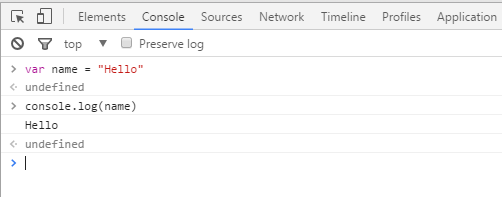 Elements Console Sources Network Timeline Profiles Application
top Preserve log
var name = "Hello"
undefined
console.log(name)
Hello
undefined